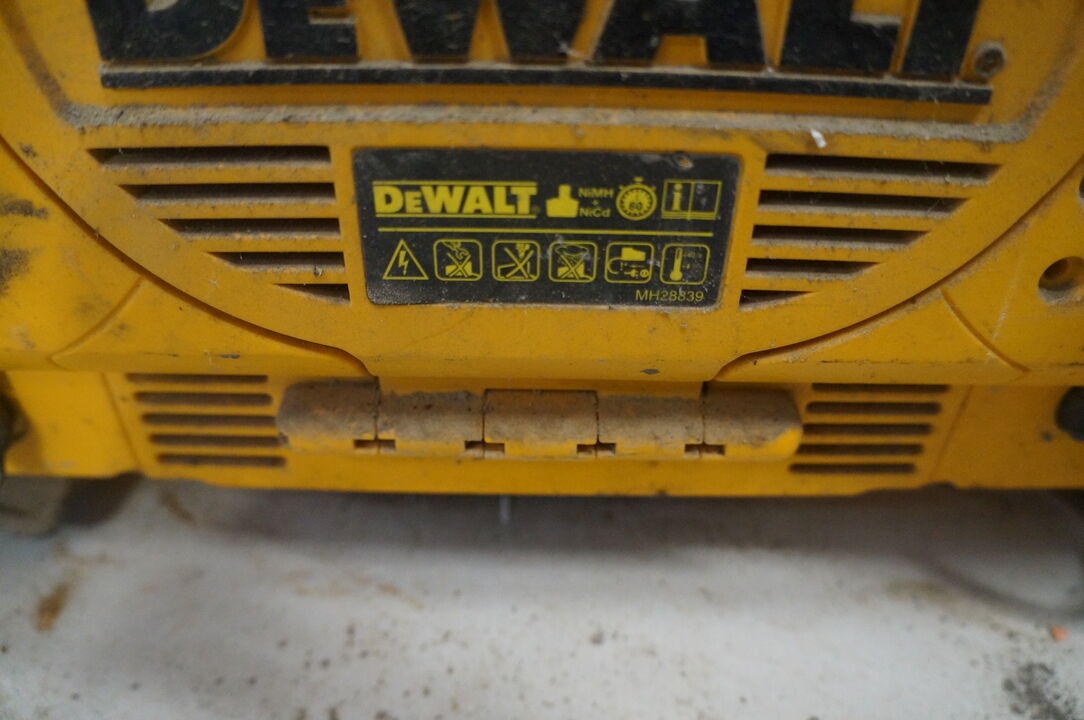 DEWALT
DEWALT
NiMH
+
NiCd
60
i
MH28839